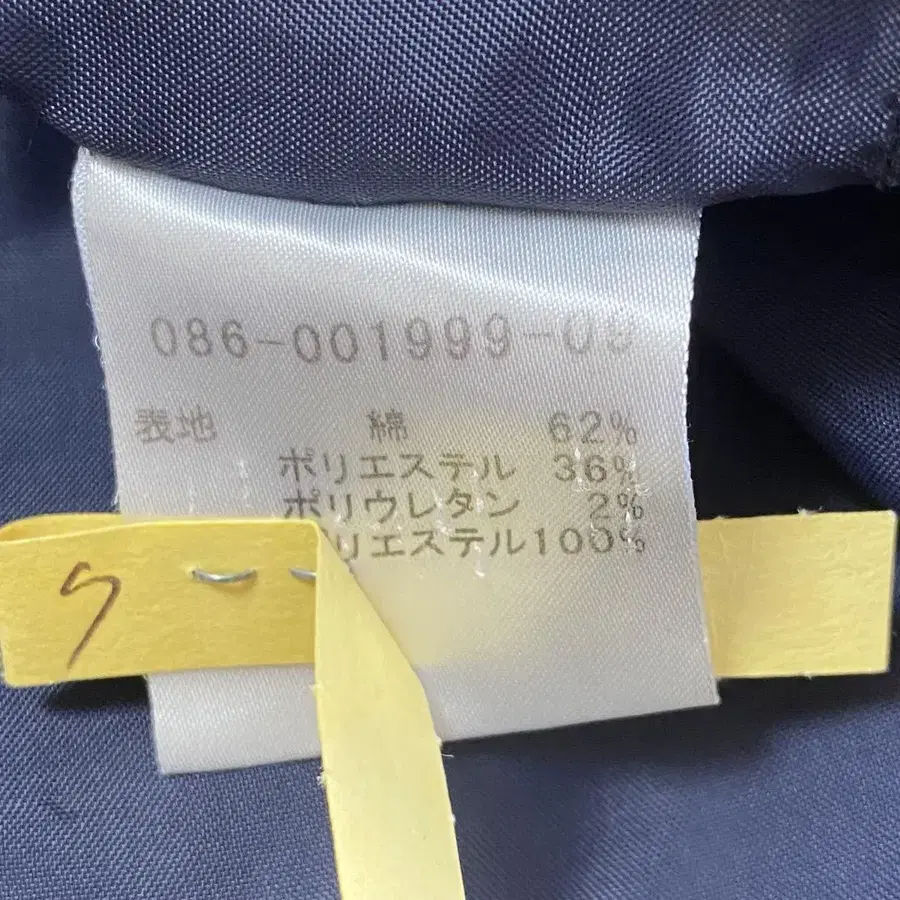 086-001999-09
表地 綿 62%
ポリエステル 36%
ポリウレタン 2%
リエステル100%